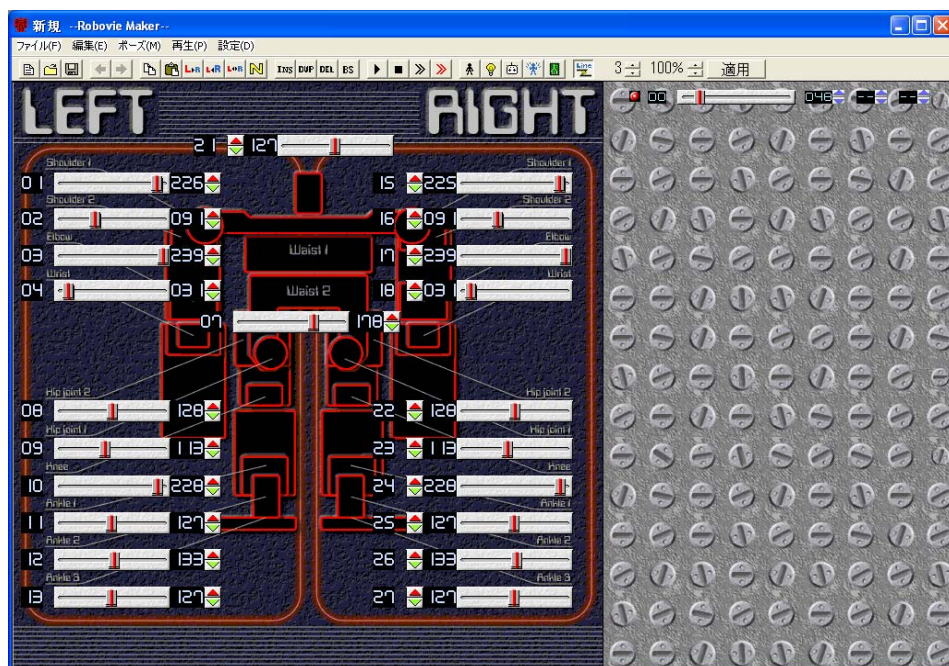 新規 --Robovie Maker--
ファイル(F) 編集(E) ポーズ(M) 再生(P) 設定(D)
INS DUP DEL BS Line 3 100% 適用
LEFT RIGHT
00 048 -- --
21 127
Shoulder 1 Shoulder 1
01 226 15 225
Shoulder 2 Shoulder 2
02 091 16 091
Elbow Waist 1 Elbow
03 239 17 239
Wrist Wrist
04 031 Waist 2 18 031
07 178
Hip joint 2 Hip joint 2
08 128 22 128
Hip joint 1 Hip joint 1
09 113 23 113
Knee Knee
10 228 24 228
Ankle 1 Ankle 1
11 127 25 127
Ankle 2 Ankle 2
12 133 26 133
Ankle 3 Ankle 3
13 127 27 127